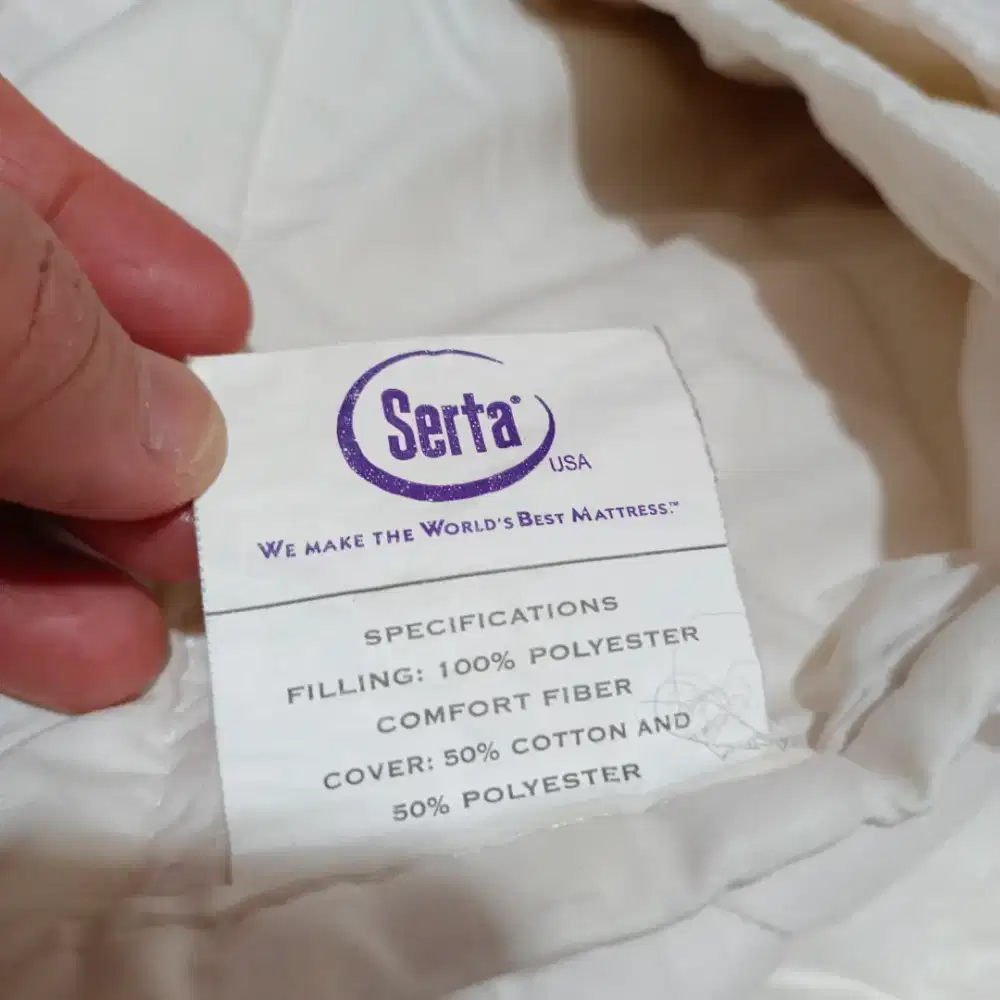 Serta®
USA
WE MAKE THE WORLD'S BEST MATTRESS.™
SPECIFICATIONS
FILLING: 100% POLYESTER
COMFORT FIBER
COVER: 50% COTTON AND
50% POLYESTER